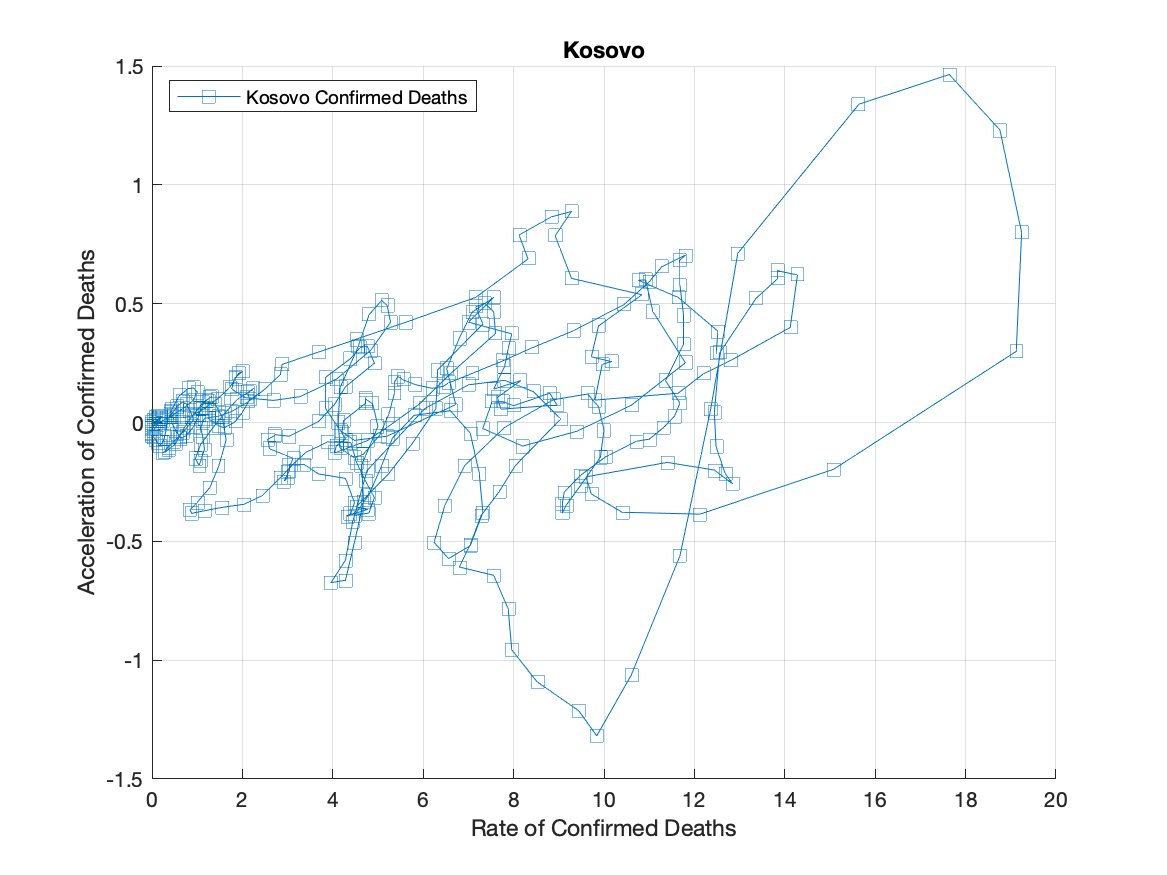 Kosovo
Kosovo Confirmed Deaths
1.5
1
0.5
0
-0.5
-1
-1.5
Acceleration of Confirmed Deaths
0 2 4 6 8 10 12 14 16 18 20
Rate of Confirmed Deaths